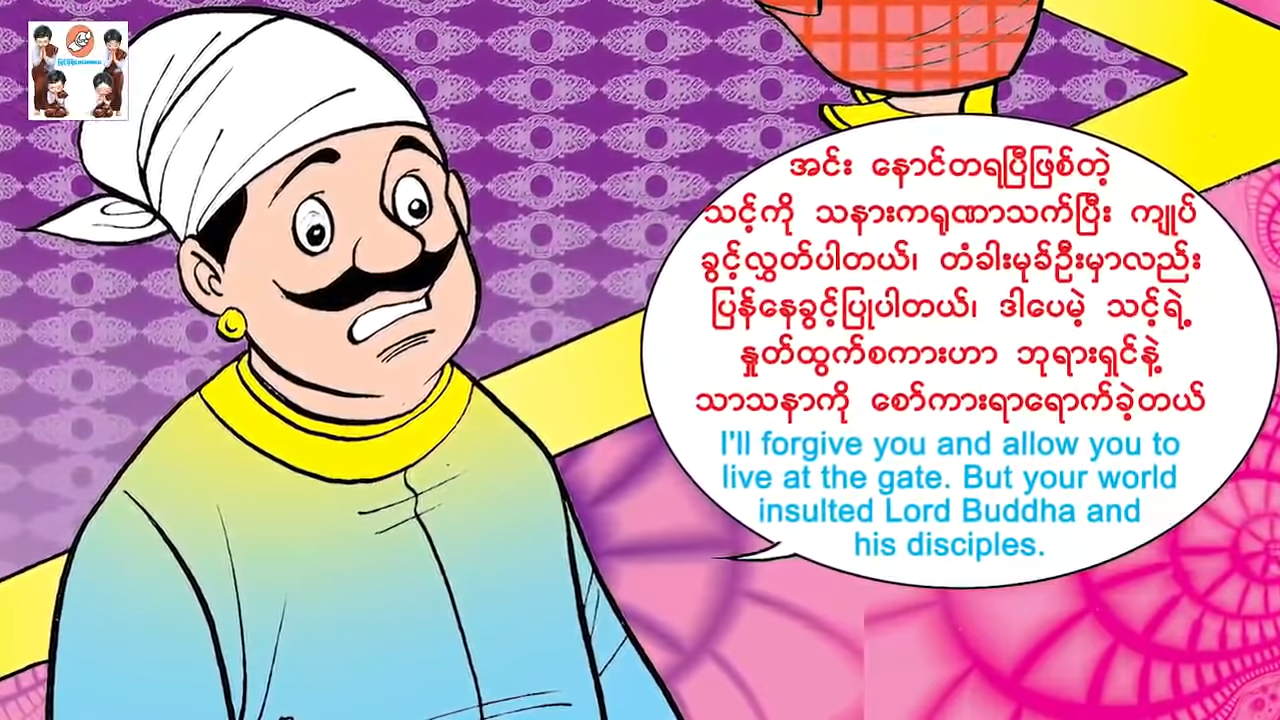 အင်း နောင်တရပြီဖြစ်တဲ့
သင့်ကို သနားကရုဏာသက်ပြီး ကျုပ်
ခွင့်လွှတ်ပါတယ်၊ တံခါးမုခ်ဦးမှာလည်း
ပြန်နေခွင့်ပြုပါတယ်၊ ဒါပေမဲ့ သင့်ရဲ့
နှုတ်ထွက်စကားဟာ ဘုရားရှင်နဲ့
သာသနာကို စော်ကားရာရောက်ခဲ့တယ်
I'll forgive you and allow you to
live at the gate. But your world
insulted Lord Buddha and
his disciples.